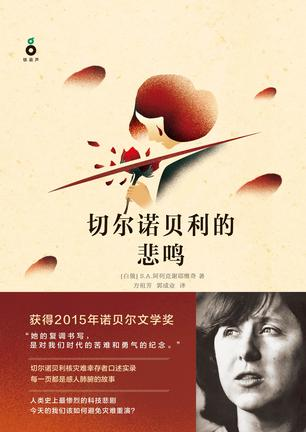 铁葫芦
切尔诺贝利的
悲鸣
[白俄] S.A.阿列克谢耶维奇 著
方祖芳 郭成业 译
获得2015年诺贝尔文学奖
“她的复调书写，
是对我们时代的苦难和勇气的纪念。”
切尔诺贝利核灾难幸存者口述实录
每一页都是感人肺腑的故事
人类史上最惨烈的科技悲剧
今天的我们该如何避免灾难重演？